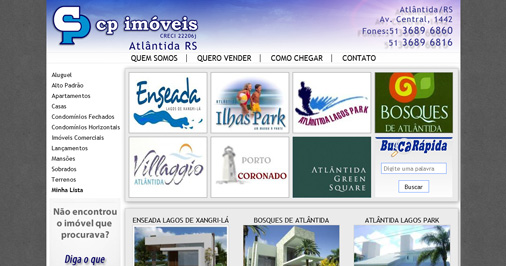 cp imóveis
CRECI 22206j
Atlântida RS
Atlântida/RS
Av. Central, 1442
Fones:51 3689 6860
51 3689 6816
QUEM SOMOS | QUERO VENDER | COMO CHEGAR | CONTATO
Aluguel
Alto Padrão
Apartamentos
Casas
Condomínios Fechados
Condomínios Horizontais
Imóveis Comerciais
Lançamentos
Mansões
Sobrados
Terrenos
Minha Lista
Enseada
LAGOS DE XANGRI-LÁ
Ilhas Park
ATLÂNTIDA LAGOS PARK
BOSQUES
DE ATLÂNTIDA
Villaggio
ATLÂNTIDA
PORTO
CORONADO
ATLÂNTIDA
GREEN
SQUARE
BuscaRápida
Digite uma palavra
Buscar
Não encontrou
o imóvel que
procurava?
Diga o que
ENSEADA LAGOS DE XANGRI-LÁ
BOSQUES DE ATLÂNTIDA
ATLÂNTIDA LAGOS PARK